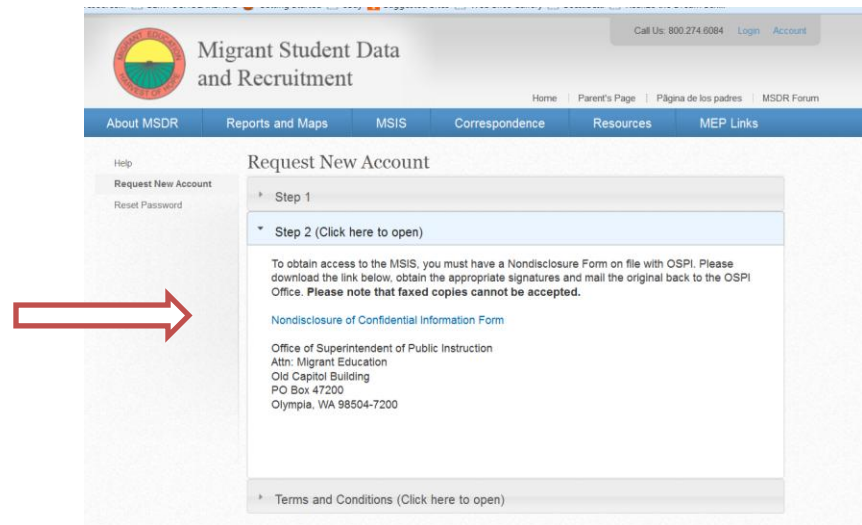 Call Us: 800.274.6084 Login Account
MIGRANT EDUCATION
HARVEST OF HOPE
Migrant Student Data
and Recruitment
Home | Parent's Page | Página de los padres | MSDR Forum
About MSDR Reports and Maps MSIS Correspondence Resources MEP Links
Help
Request New Account
Reset Password
Request New Account
Step 1
Step 2 (Click here to open)
To obtain access to the MSIS, you must have a Nondisclosure Form on file with OSPI. Please
download the link below, obtain the appropriate signatures and mail the original back to the OSPI
Office. Please note that faxed copies cannot be accepted.
Nondisclosure of Confidential Information Form
Office of Superintendent of Public Instruction
Attn: Migrant Education
Old Capitol Building
PO Box 47200
Olympia, WA 98504-7200
Terms and Conditions (Click here to open)